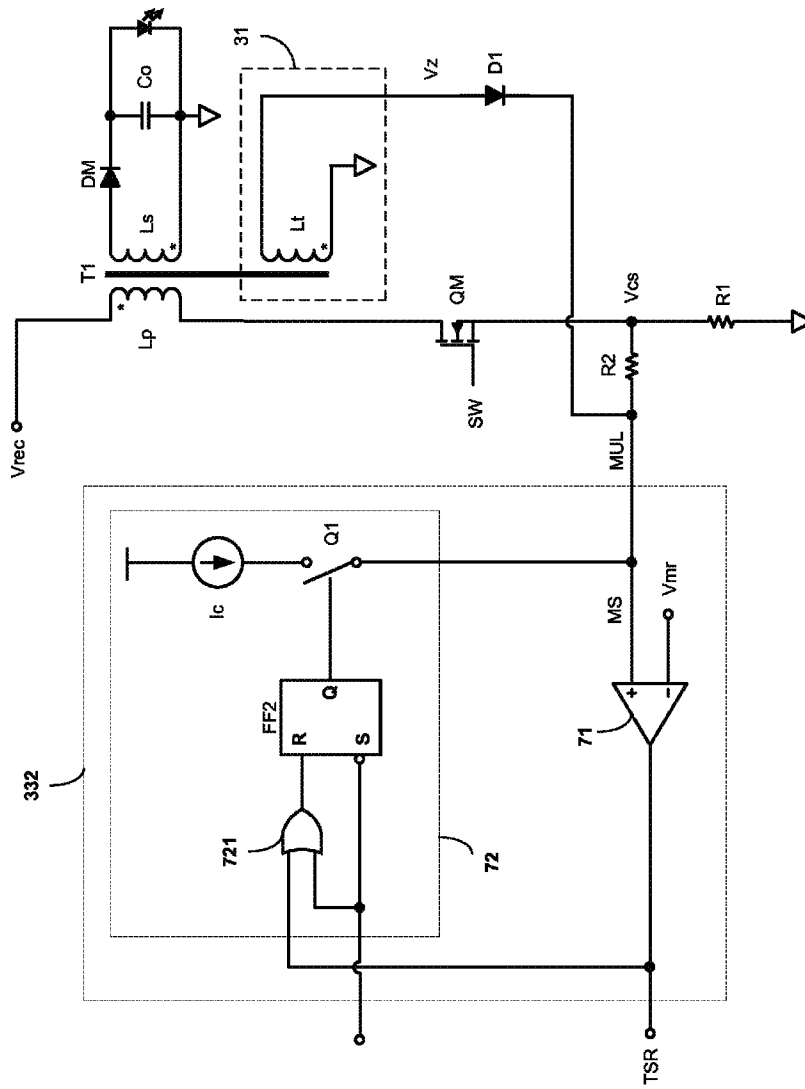 31
Co
DM
Vz
D1
Ls
Lt
*
*
T1
*
Lp
QM
Vcs
R1
Vrec
SW
R2
MUL
Q1
Ic
MS
Vmr
FF2
R
Q
S
+
−
71
332
721
72
TSR